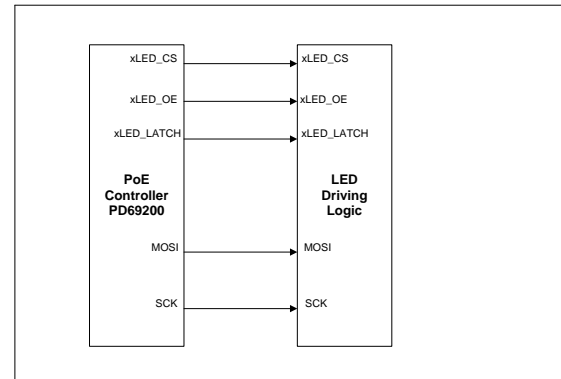 xLED_CS
xLED_CS
xLED_OE
xLED_OE
xLED_LATCH
xLED_LATCH
PoE
Controller
PD69200
LED
Driving
Logic
MOSI
MOSI
SCK
SCK